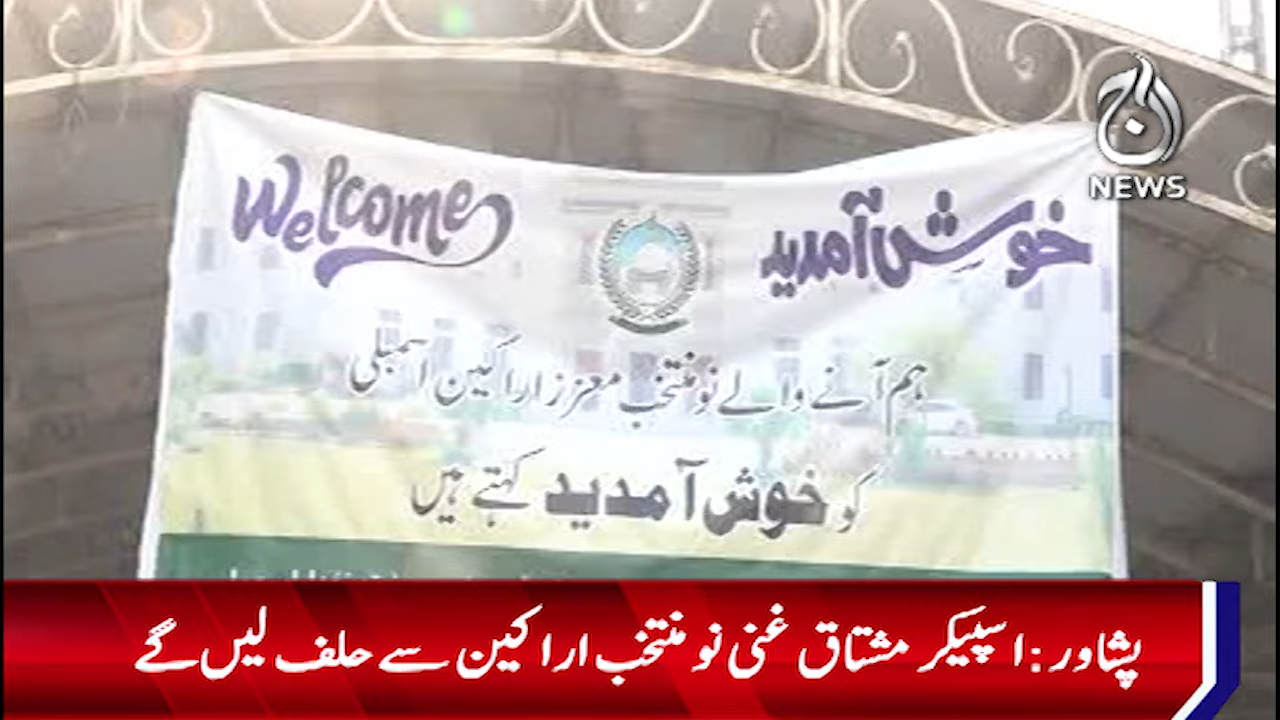 آج
NEWS
Welcome
خوش آمدید
ہم آنے والے نو منتخب معزز اراکین اسمبلی
کو خوش آمدید کہتے ہیں
پشاور: اسپیکر مشتاق غنی نو منتخب اراکین سے حلف لیں گے